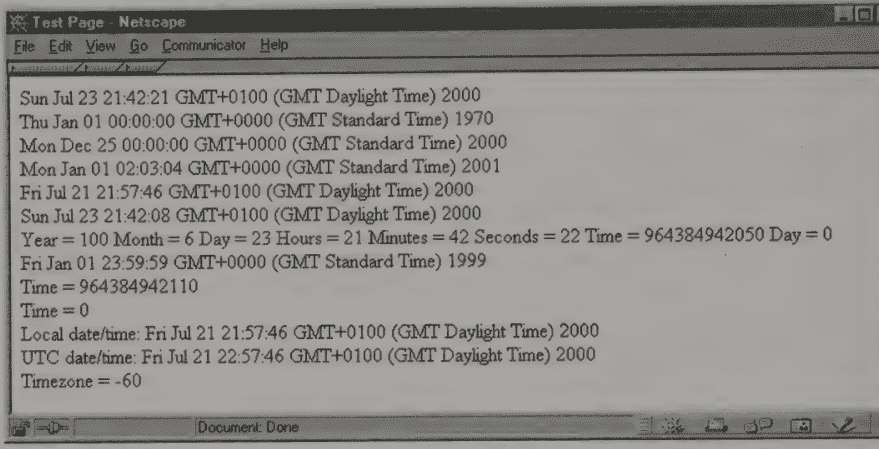 Test Page - Netscape
File Edit View Go Communicator Help
Sun Jul 23 21:42:21 GMT+0100 (GMT Daylight Time) 2000
Thu Jan 01 00:00:00 GMT+0000 (GMT Standard Time) 1970
Mon Dec 25 00:00:00 GMT+0000 (GMT Standard Time) 2000
Mon Jan 01 02:03:04 GMT+0000 (GMT Standard Time) 2001
Fri Jul 21 21:57:46 GMT+0100 (GMT Daylight Time) 2000
Sun Jul 23 21:42:08 GMT+0100 (GMT Daylight Time) 2000
Year = 100 Month = 6 Day = 23 Hours = 21 Minutes = 42 Seconds = 22 Time = 964384942050 Day = 0
Fri Jan 01 23:59:59 GMT+0000 (GMT Standard Time) 1999
Time = 964384942110
Time = 0
Local date/time: Fri Jul 21 21:57:46 GMT+0100 (GMT Daylight Time) 2000
UTC date/time: Fri Jul 21 22:57:46 GMT+0100 (GMT Daylight Time) 2000
Timezone = -60
Document: Done